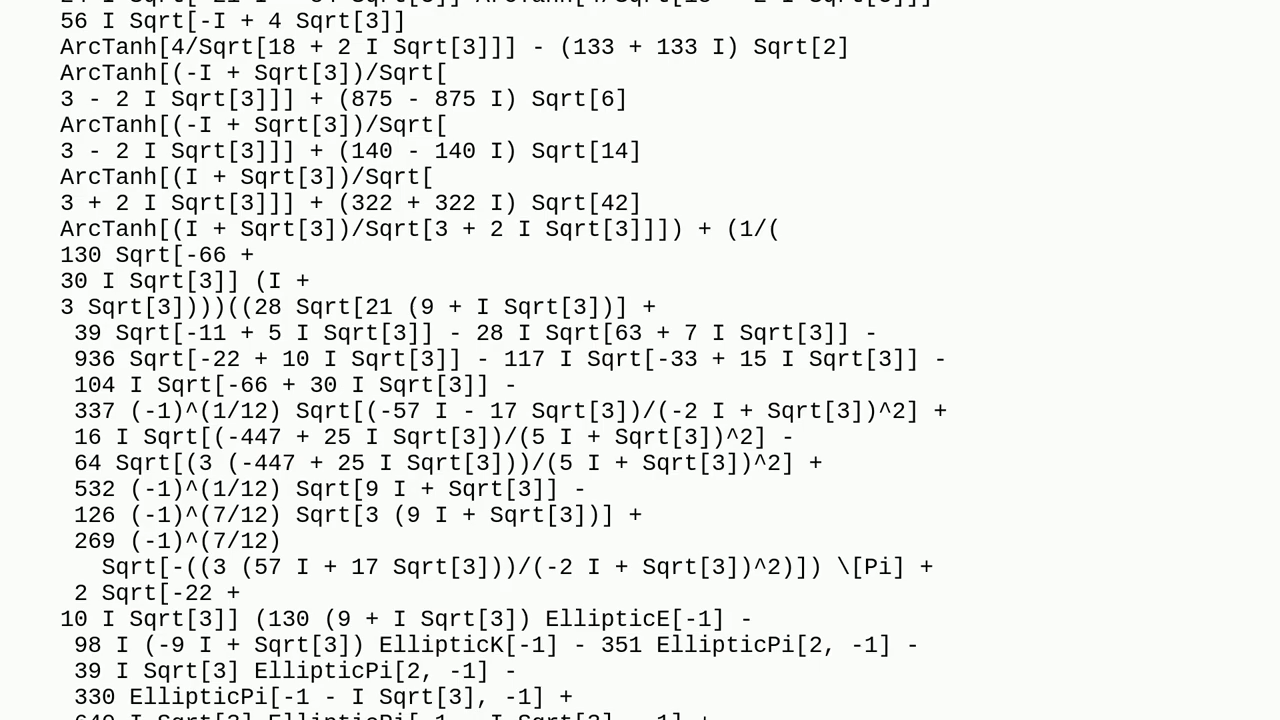 56 I Sqrt[-I + 4 Sqrt[3]]
ArcTanh[4/Sqrt[18 + 2 I Sqrt[3]]] - (133 + 133 I) Sqrt[2]
ArcTanh[(-I + Sqrt[3])/Sqrt[
3 - 2 I Sqrt[3]]] + (875 - 875 I) Sqrt[6]
ArcTanh[(-I + Sqrt[3])/Sqrt[
3 - 2 I Sqrt[3]]] + (140 - 140 I) Sqrt[14]
ArcTanh[(I + Sqrt[3])/Sqrt[
3 + 2 I Sqrt[3]]] + (322 + 322 I) Sqrt[42]
ArcTanh[(I + Sqrt[3])/Sqrt[3 + 2 I Sqrt[3]]]) + (1/(
130 Sqrt[-66 +
30 I Sqrt[3]] (I +
3 Sqrt[3])))((28 Sqrt[21 (9 + I Sqrt[3])] +
39 Sqrt[-11 + 5 I Sqrt[3]] - 28 I Sqrt[63 + 7 I Sqrt[3]] -
936 Sqrt[-22 + 10 I Sqrt[3]] - 117 I Sqrt[-33 + 15 I Sqrt[3]] -
104 I Sqrt[-66 + 30 I Sqrt[3]] -
337 (-1)^(1/12) Sqrt[(-57 I - 17 Sqrt[3])/(-2 I + Sqrt[3])^2] +
16 I Sqrt[(-447 + 25 I Sqrt[3])/(5 I + Sqrt[3])^2] -
64 Sqrt[(3 (-447 + 25 I Sqrt[3]))/(5 I + Sqrt[3])^2] +
532 (-1)^(1/12) Sqrt[9 I + Sqrt[3]] -
126 (-1)^(7/12) Sqrt[3 (9 I + Sqrt[3])] +
269 (-1)^(7/12)
Sqrt[-((3 (57 I + 17 Sqrt[3]))/(-2 I + Sqrt[3])^2)]) \[Pi] +
2 Sqrt[-22 +
10 I Sqrt[3]] (130 (9 + I Sqrt[3]) EllipticE[-1] -
98 I (-9 I + Sqrt[3]) EllipticK[-1] - 351 EllipticPi[2, -1] -
39 I Sqrt[3] EllipticPi[2, -1] -
330 EllipticPi[-1 - I Sqrt[3], -1] +